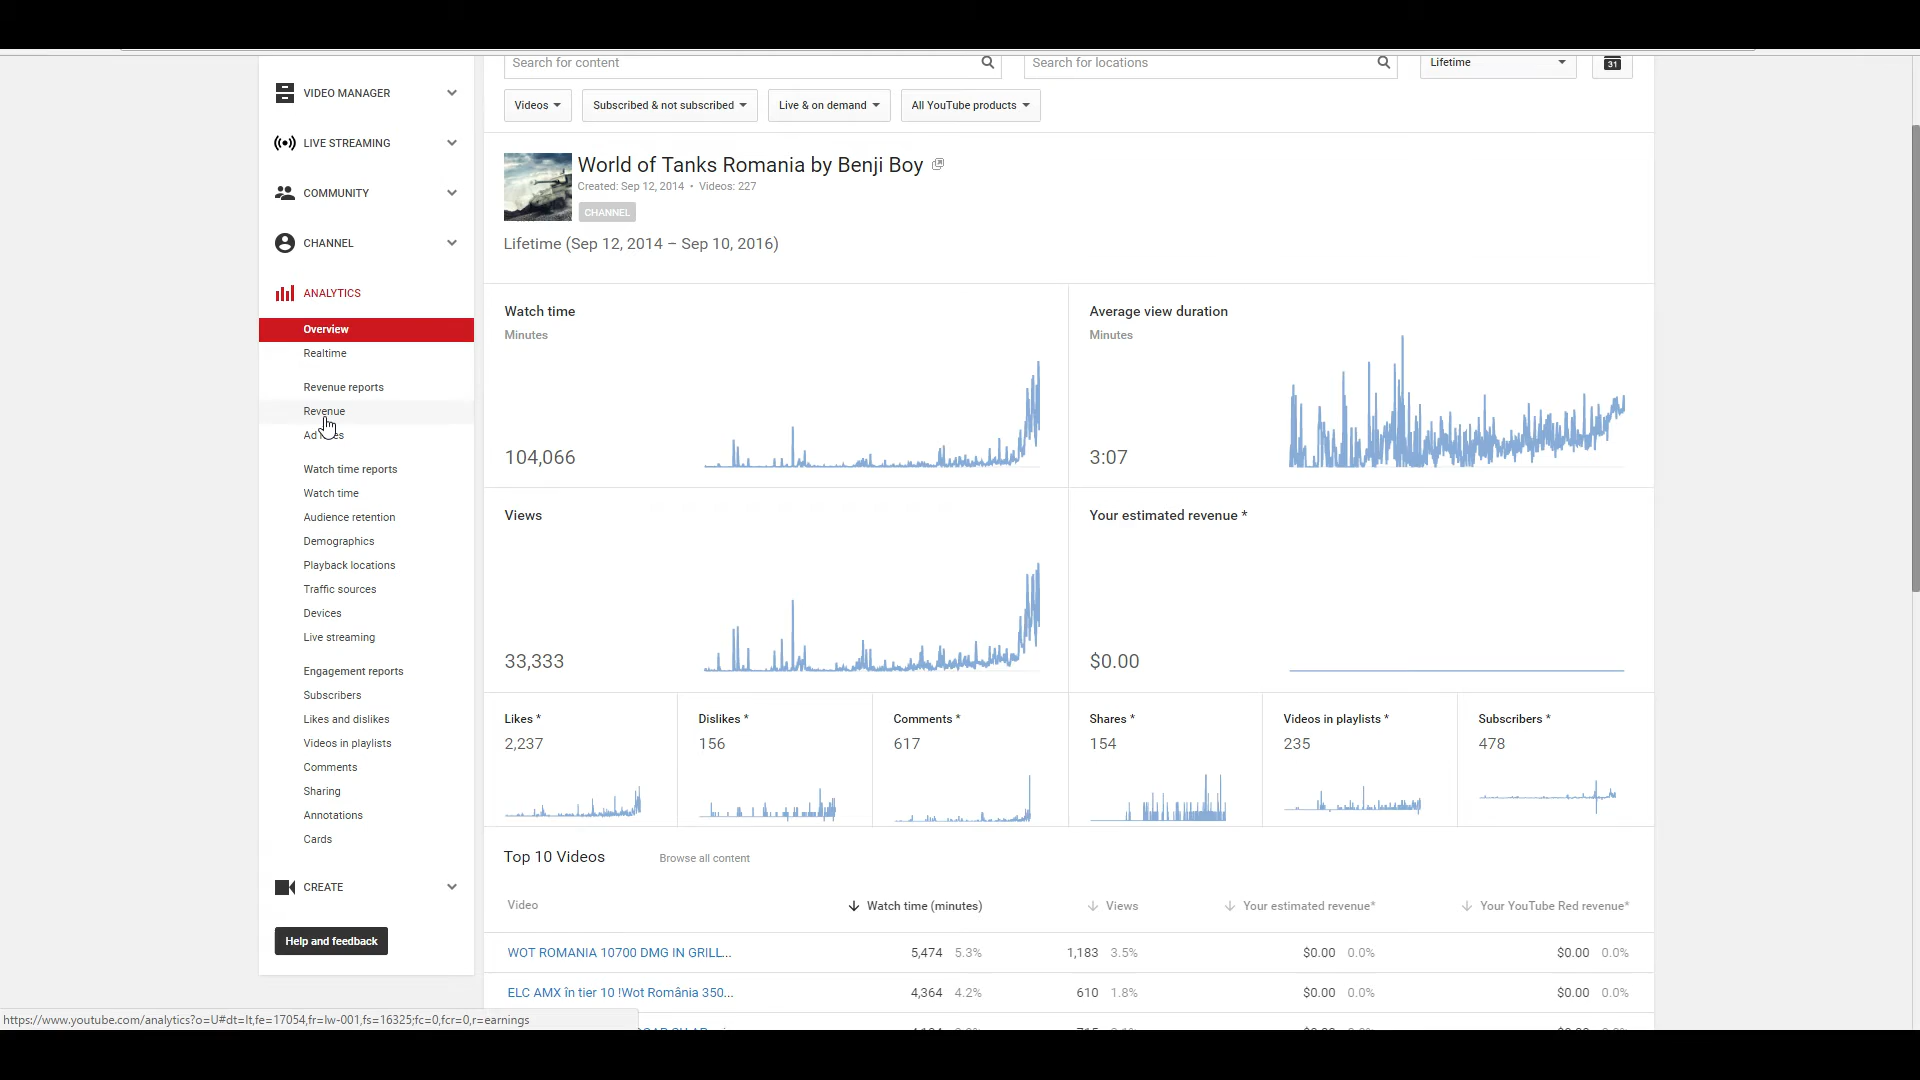 Search for content
Search for locations
Lifetime
31
VIDEO MANAGER
Videos
Subscribed & not subscribed
Live & on demand
All YouTube products
LIVE STREAMING
World of Tanks Romania by Benji Boy
Created: Sep 12, 2014 • Videos: 227
COMMUNITY
CHANNEL
CHANNEL
Lifetime (Sep 12, 2014 – Sep 10, 2016)
ANALYTICS
Overview
Realtime
Revenue reports
Revenue
Watch time reports
Watch time
Audience retention
Demographics
Playback locations
Traffic sources
Devices
Live streaming
Engagement reports
Subscribers
Likes and dislikes
Videos in playlists
Comments
Sharing
Annotations
Cards
CREATE
Help and feedback
Watch time
Minutes
104,066
Average view duration
Minutes
3:07
Views
33,333
Your estimated revenue *
$0.00
Likes *
2,237
Dislikes *
156
Comments *
617
Shares *
154
Videos in playlists *
235
Subscribers *
478
Top 10 Videos
Browse all content
Video
Watch time (minutes)
Views
Your estimated revenue*
Your YouTube Red revenue*
WOT ROMANIA 10700 DMG IN GRILL... 5,474 5.3% 1,183 3.5% $0.00 0.0% $0.00 0.0%
ELC AMX în tier 10 !Wot România 350... 4,364 4.2% 610 1.8% $0.00 0.0% $0.00 0.0%
https://www.youtube.com/analytics?o=U#dt=lt,fe=17054,fr=lw-001,fs=16325;fc=0,fcr=0,r=earnings